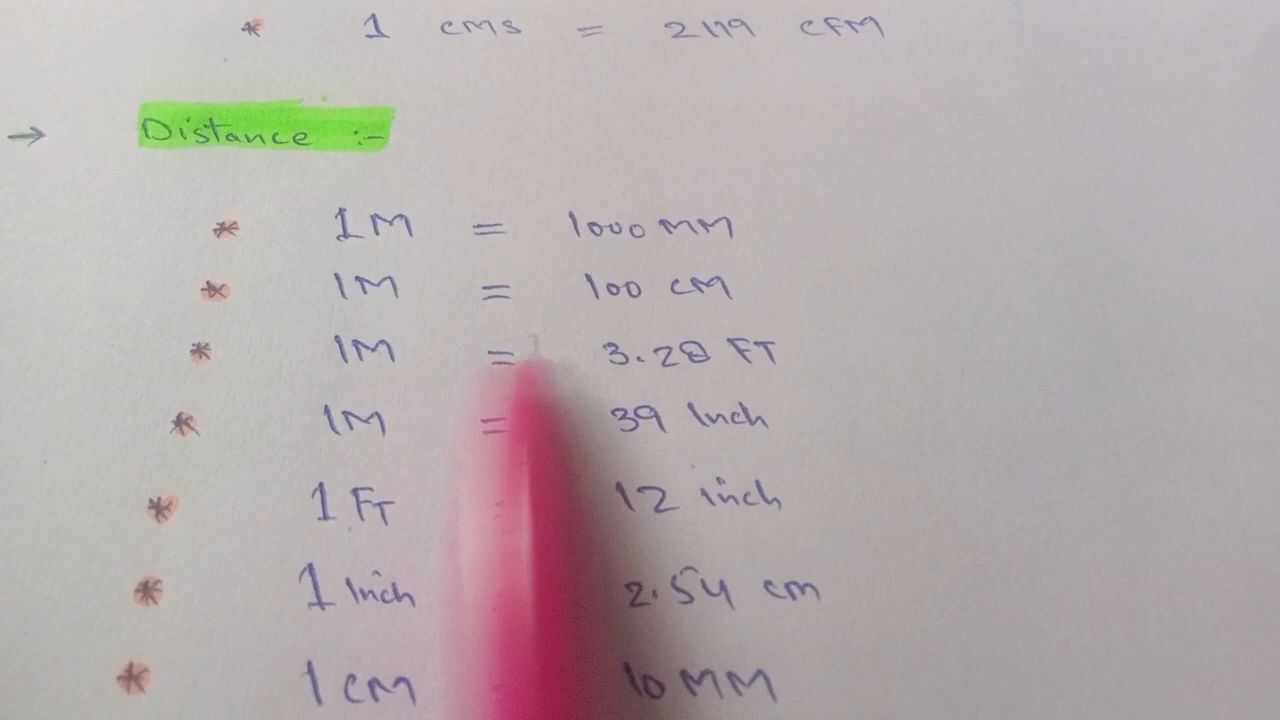 * 1 CMS = 2119 CFM
→ Distance :-
* 1M = 1000 MM
* 1M = 100 CM
* 1M = 3.28 FT
* 1M = 39 Inch
* 1 FT = 12 inch
* 1 Inch 2.54 cm
* 1 CM 10 MM